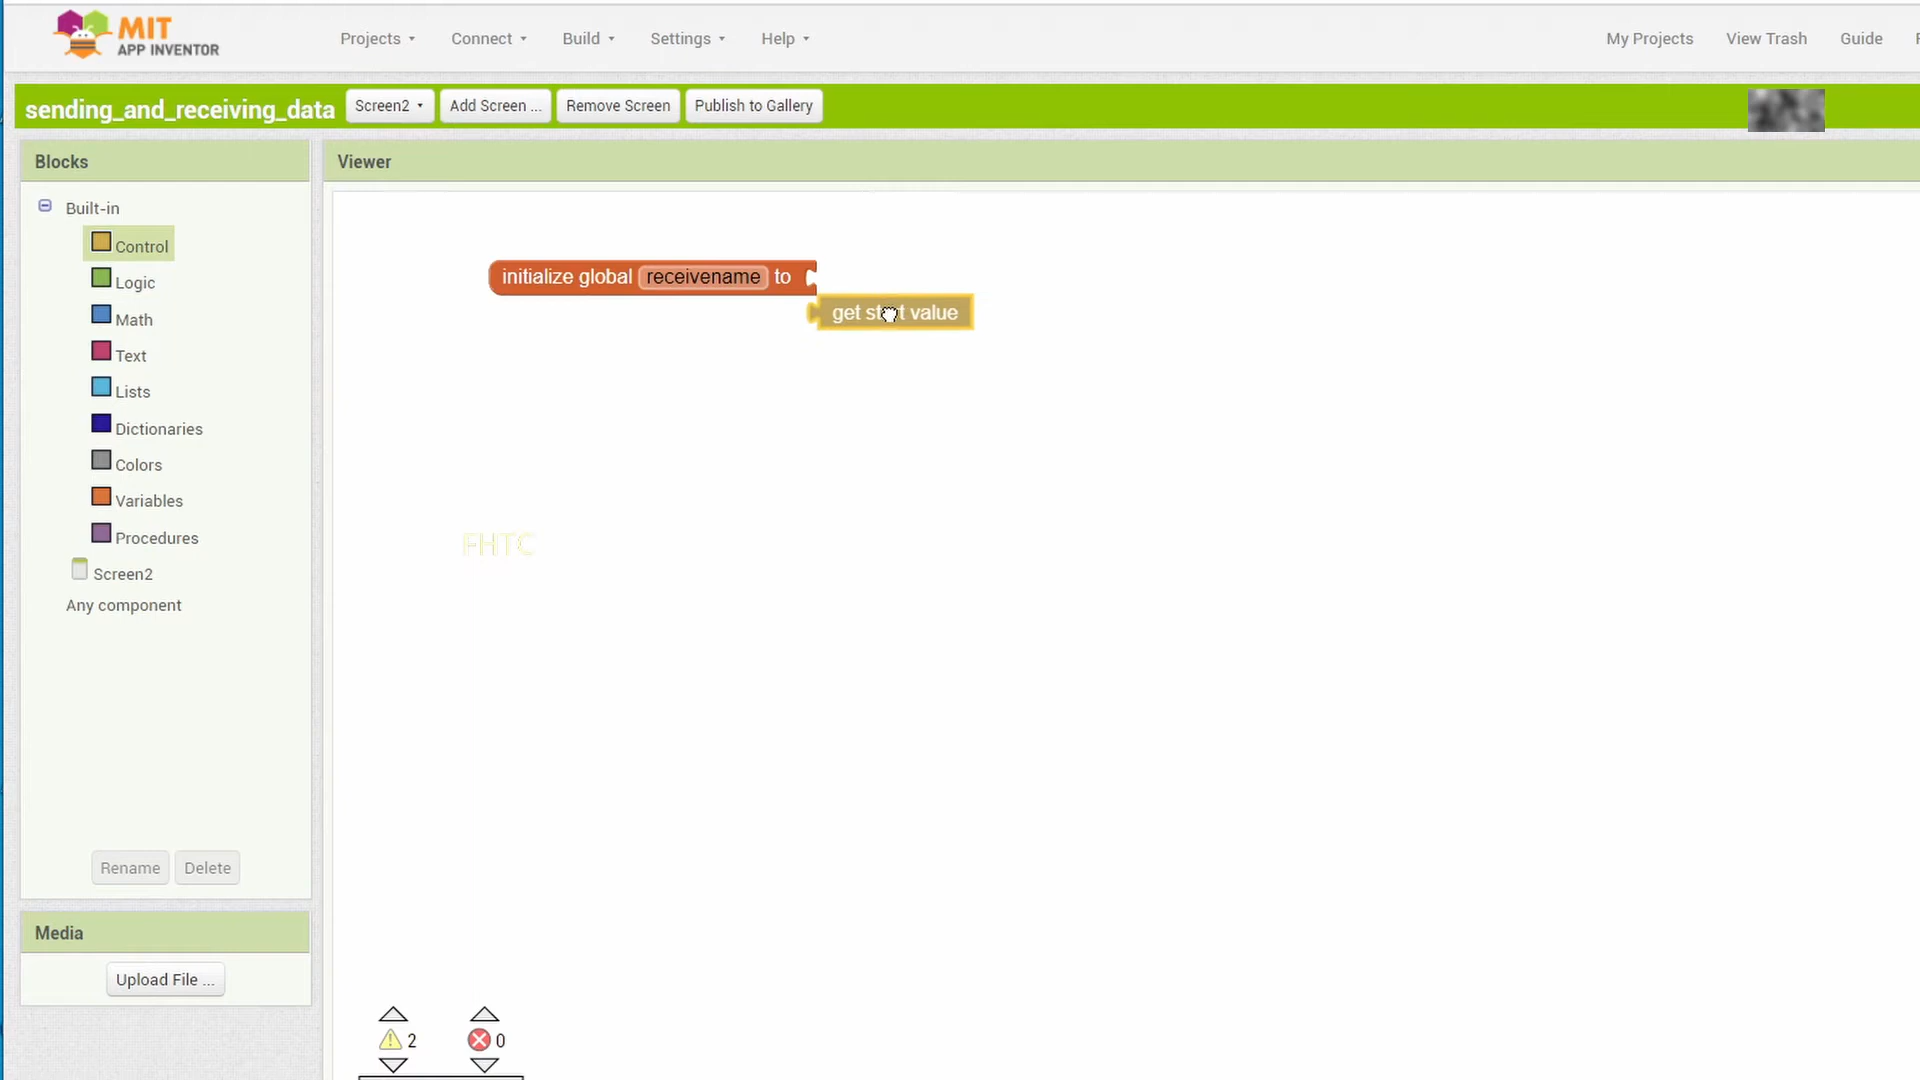 MIT
APP INVENTOR
Projects
Connect
Build
Settings
Help
My Projects
View Trash
Guide
sending_and_receiving_data
Screen2
Add Screen ...
Remove Screen
Publish to Gallery
Blocks
Viewer
Built-in
Control
Logic
Math
Text
Lists
Dictionaries
Colors
Variables
Procedures
Screen2
Any component
initialize global receivename to
get start value
FHTC
Rename
Delete
Media
Upload File ...
2
0